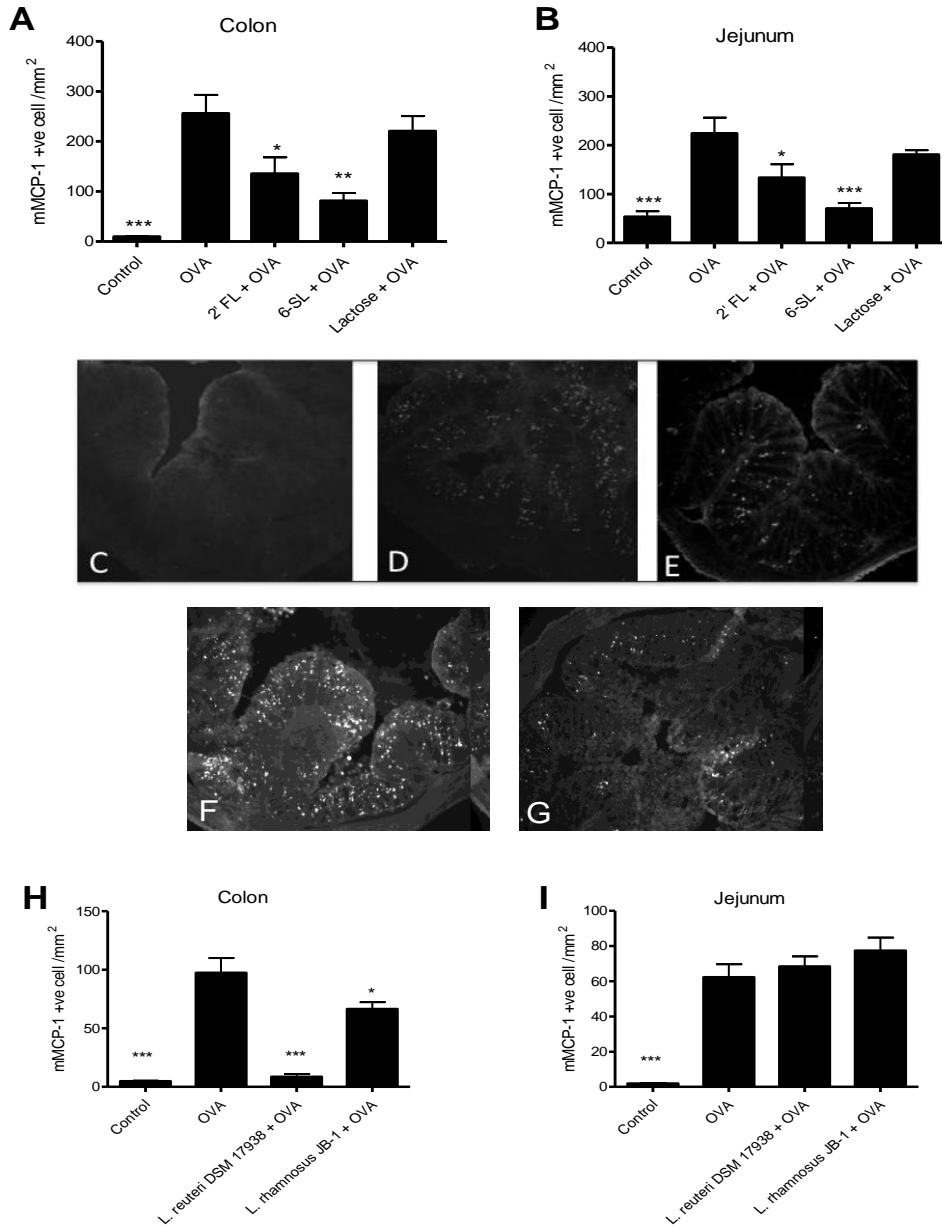 A
Colon
mMCP-1 +ve cell /mm2
400
300
200
100
0
***
*
**
Control
OVA
2' FL + OVA
6-SL + OVA
Lactose + OVA
B
Jejunum
mMCP-1 +ve cell /mm2
400
300
200
100
0
***
*
***
Control
OVA
2' FL + OVA
6-SL + OVA
Lactose + OVA
C
D
E
F
G
H
Colon
mMCP-1 +ve cell /mm2
150
100
50
0
***
***
*
Control
OVA
L. reuteri DSM 17938 + OVA
L. rhamnosus JB-1 + OVA
I
Jejunum
mMCP-1 +ve cell /mm2
100
80
60
40
20
0
***
Control
OVA
L. reuteri DSM 17938 + OVA
L. rhamnosus JB-1 + OVA